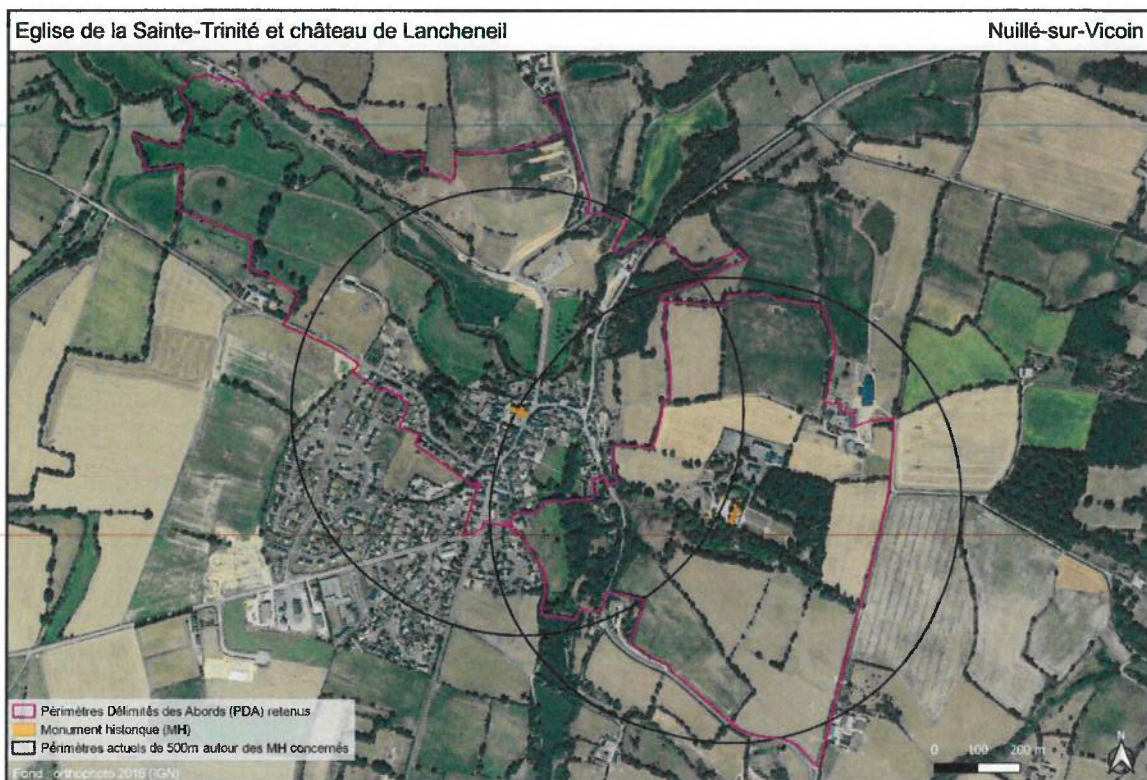 Eglise de la Sainte-Trinité et château de Lancheneil
Nuillé-sur-Vicoin
Périmètres Délimités des Abords (PDA) retenus
Monument historique (MH)
Périmètres actuels de 500m autour des MH concernés
Fond : orthophoto 2016 (IGN)
0 100 200 m
N